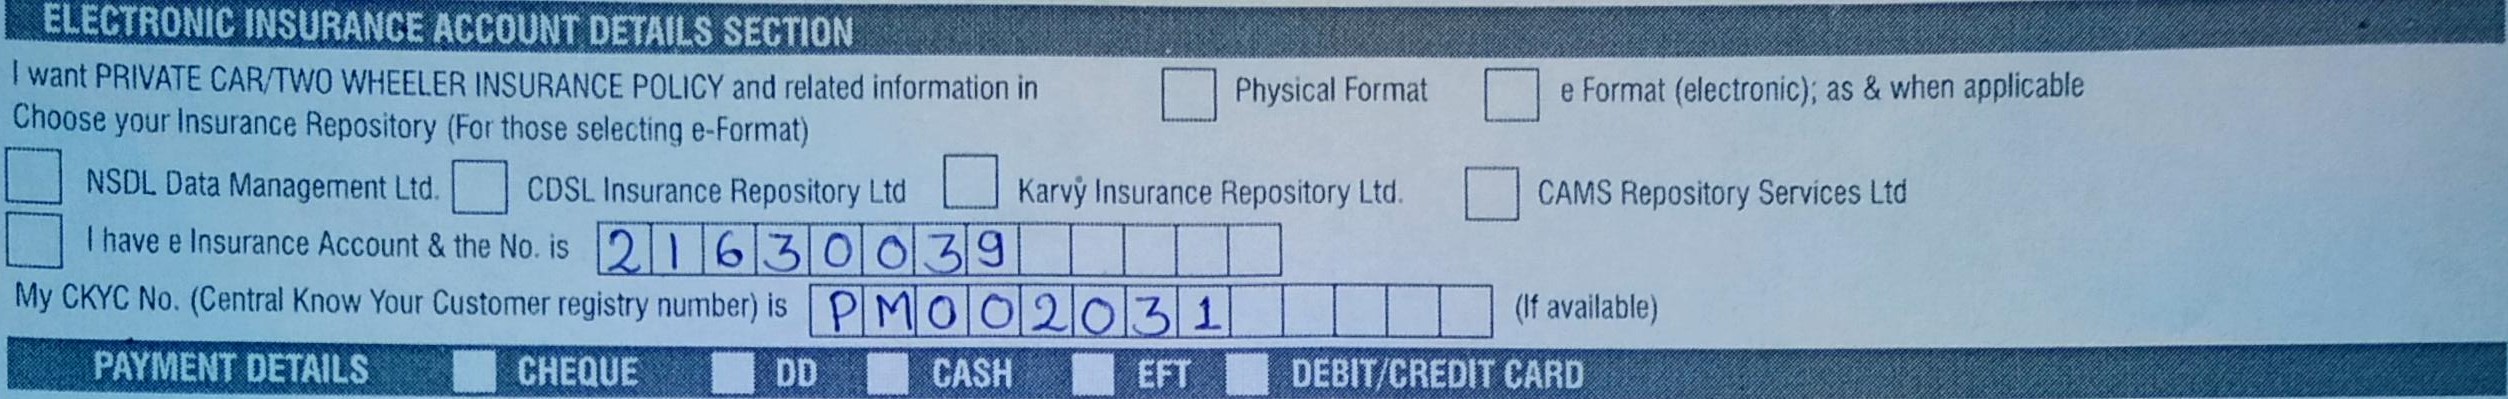 ELECTRONIC INSURANCE ACCOUNT DETAILS SECTION
I want PRIVATE CAR/TWO WHEELER INSURANCE POLICY and related information in Physical Format e Format (electronic); as & when applicable
Choose your Insurance Repository (For those selecting e-Format)
NSDL Data Management Ltd. CDSL Insurance Repository Ltd Karvy Insurance Repository Ltd. CAMS Repository Services Ltd
I have e Insurance Account & the No. is 21630039
My CKYC No. (Central Know Your Customer registry number) is PM002031 (If available)
PAYMENT DETAILS CHEQUE DD CASH EFT DEBIT/CREDIT CARD